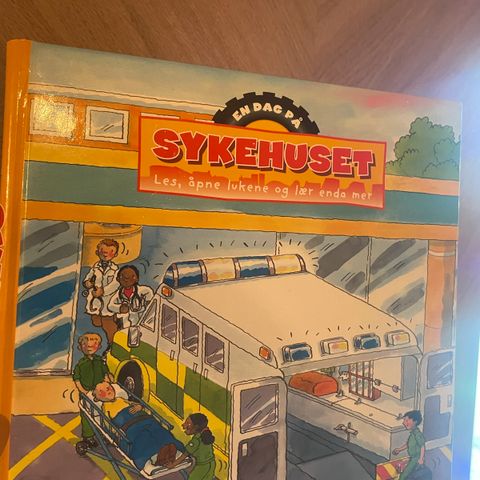 EN DAG PÅ
SYKEHUSET
Les, åpne lukene og lær enda mer